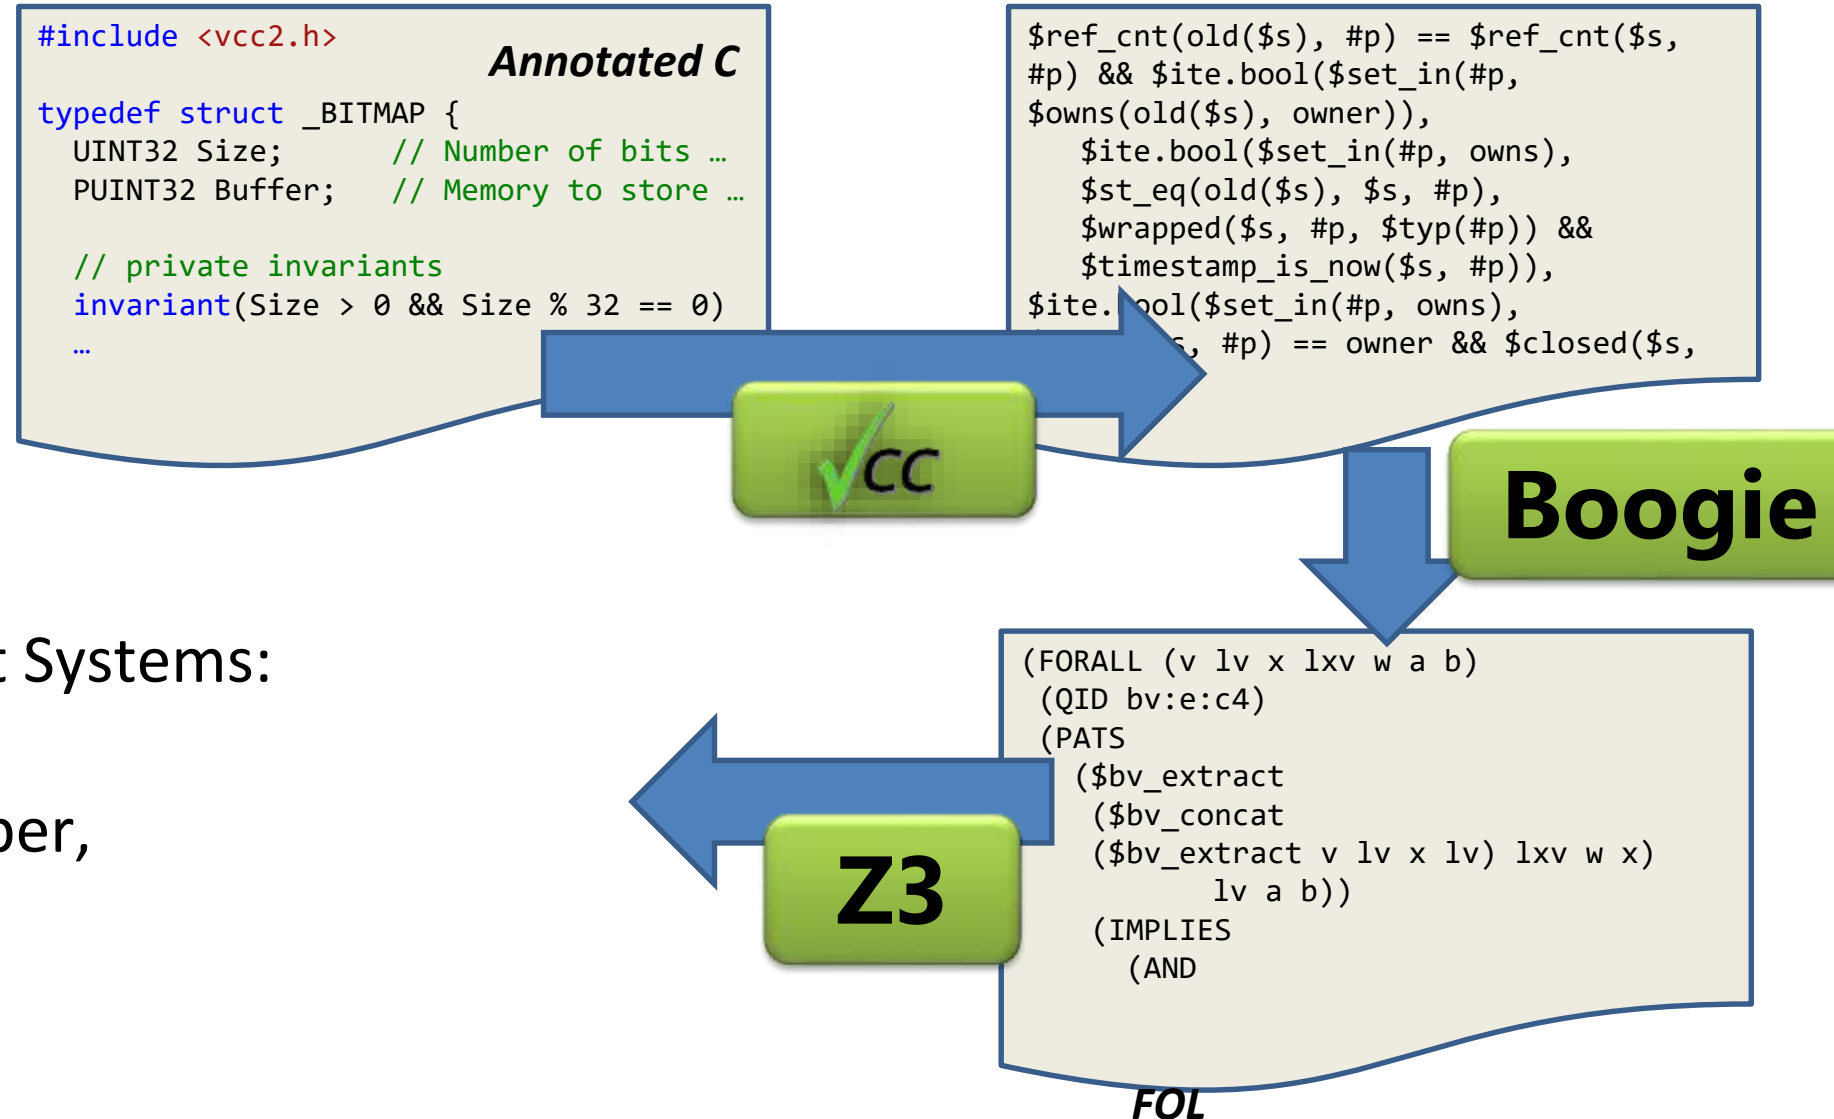 #include <vcc2.h>
Annotated C
typedef struct _BITMAP {
UINT32 Size; // Number of bits …
PUINT32 Buffer; // Memory to store …
// private invariants
invariant(Size > 0 && Size % 32 == 0)
…
$ref_cnt(old($s), #p) == $ref_cnt($s,
#p) && $ite.bool($set_in(#p,
$owns(old($s), owner)),
$ite.bool($set_in(#p, owns),
$st_eq(old($s), $s, #p),
$wrapped($s, #p, $typ(#p)) &&
$timestamp_is_now($s, #p)),
$ite.bool($set_in(#p, owns),
#p) == owner && $closed($s,
CC
Boogie
t Systems:
per,
Z3
(FORALL (v lv x lxv w a b)
(QID bv:e:c4)
(PATS
($bv_extract
($bv_concat
($bv_extract v lv x lv) lxv w x)
lv a b))
(IMPLIES
(AND
FOL